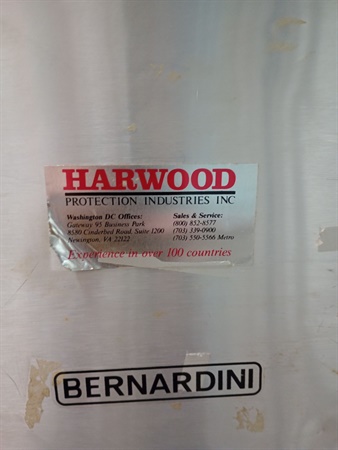 HARWOOD
PROTECTION INDUSTRIES INC
Washington DC Offices:
Gateway 95 Business Park
8580 Cinderbed Road, Suite 1200
Newington, VA 22122
Sales & Service:
(800) 852-8577
(703) 339-0900
(703) 550-5566 Metro
Experience in over 100 countries
BERNARDINI